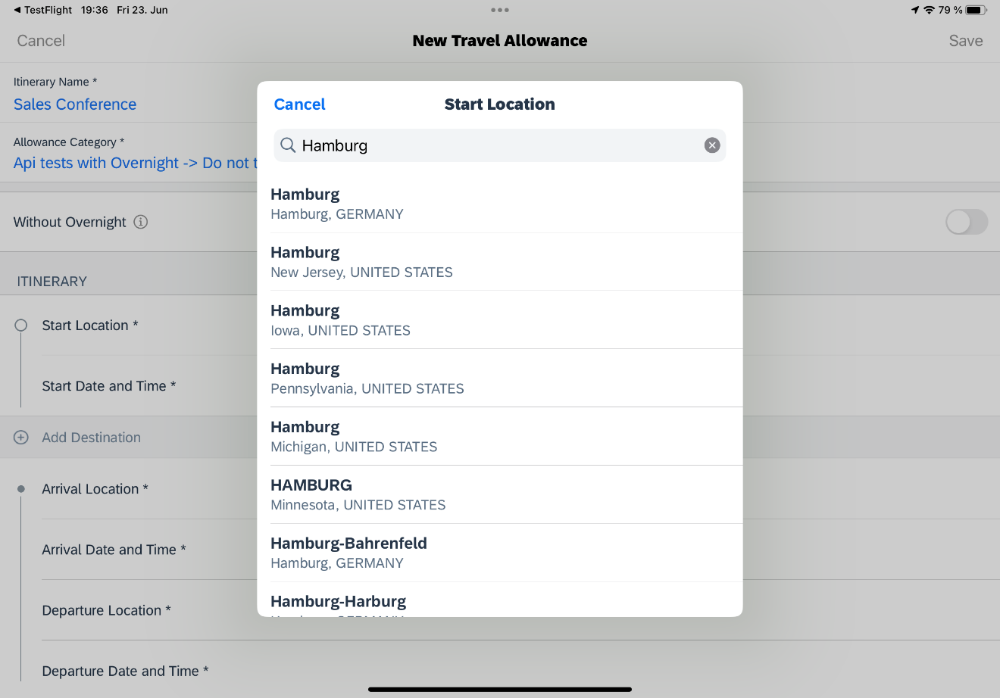 ◀ TestFlight 19:36 Fri 23. Jun 79 %
Cancel New Travel Allowance Save
Itinerary Name *
Sales Conference
Allowance Category *
Api tests with Overnight -> Do not t
Without Overnight
ITINERARY
Start Location *
Start Date and Time *
Add Destination
Arrival Location *
Arrival Date and Time *
Departure Location *
Departure Date and Time *
Cancel Start Location
Hamburg
Hamburg
Hamburg, GERMANY
Hamburg
New Jersey, UNITED STATES
Hamburg
Iowa, UNITED STATES
Hamburg
Pennsylvania, UNITED STATES
Hamburg
Michigan, UNITED STATES
HAMBURG
Minnesota, UNITED STATES
Hamburg-Bahrenfeld
Hamburg, GERMANY
Hamburg-Harburg